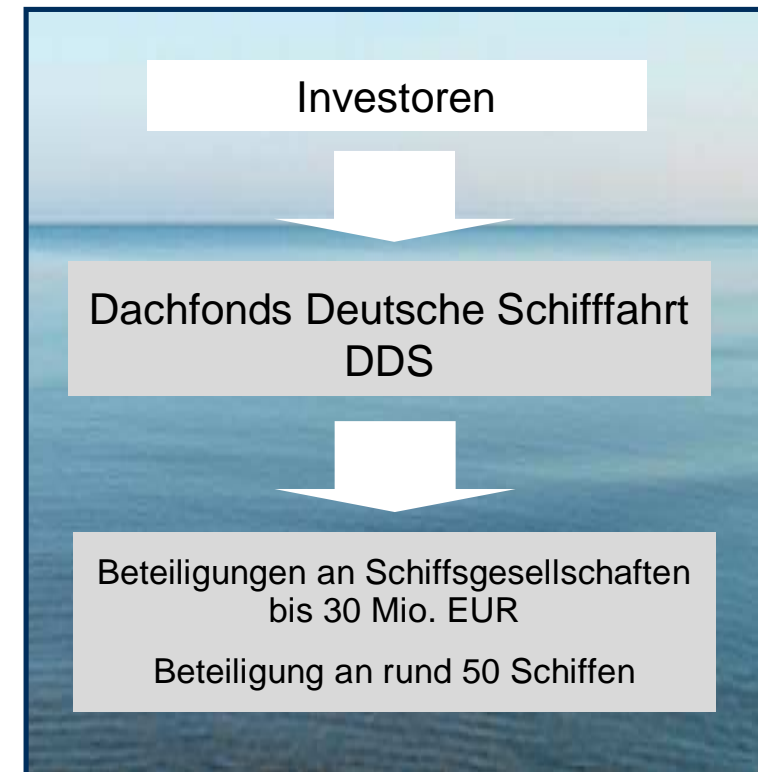 Investoren
Dachfonds Deutsche Schifffahrt
DDS
Beteiligungen an Schiffsgesellschaften
bis 30 Mio. EUR
Beteiligung an rund 50 Schiffen